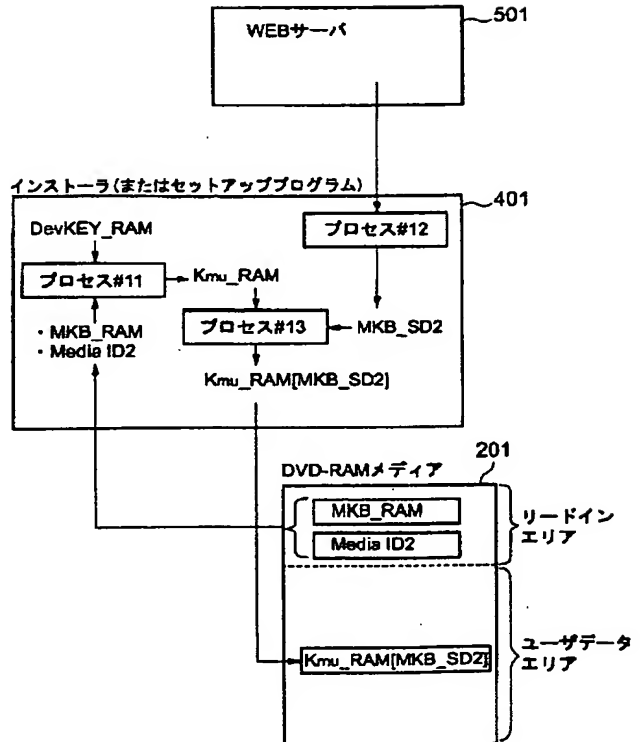 WEBサーバ
501
インストーラ(またはセットアッププログラム)
401
DevKEY_RAM
プロセス#12
プロセス#11
Kmu_RAM
・MKB_RAM
・Media ID2
プロセス#13
MKB_SD2
Kmu_RAM[MKB_SD2]
201
DVD-RAMメディア
MKB_RAM
Media ID2
リードイン
エリア
Kmu_RAM[MKB_SD2]
ユーザデータ
エリア